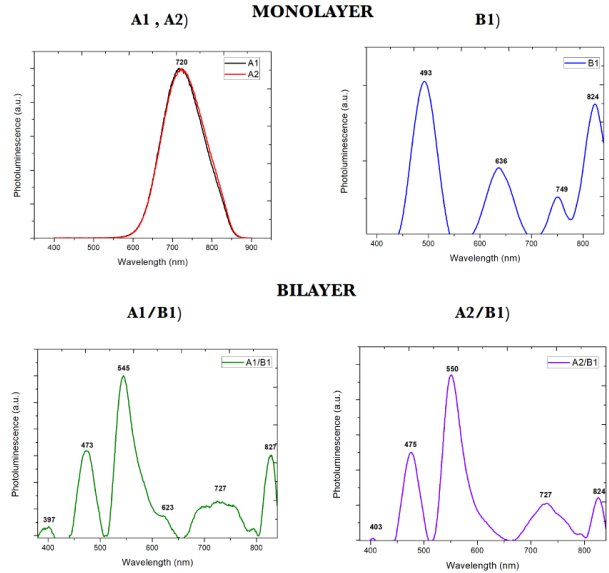 MONOLAYER
A1 , A2)
B1)
720
A1
A2
Photoluminescence (a.u.)
400 500 600 700 800 900
Wavelength (nm)
B1
493
636
749
824
Photoluminescence (a.u.)
400 500 600 700 800
Wavelength (nm)
BILAYER
A1/B1)
A2/B1)
A1/B1
397
473
545
623
727
827
Photoluminescence (a.u.)
400 500 600 700 800
Wavelength (nm)
A2/B1
403
475
550
727
824
Photoluminescence (a.u.)
400 500 600 700 800
Wavelength (nm)